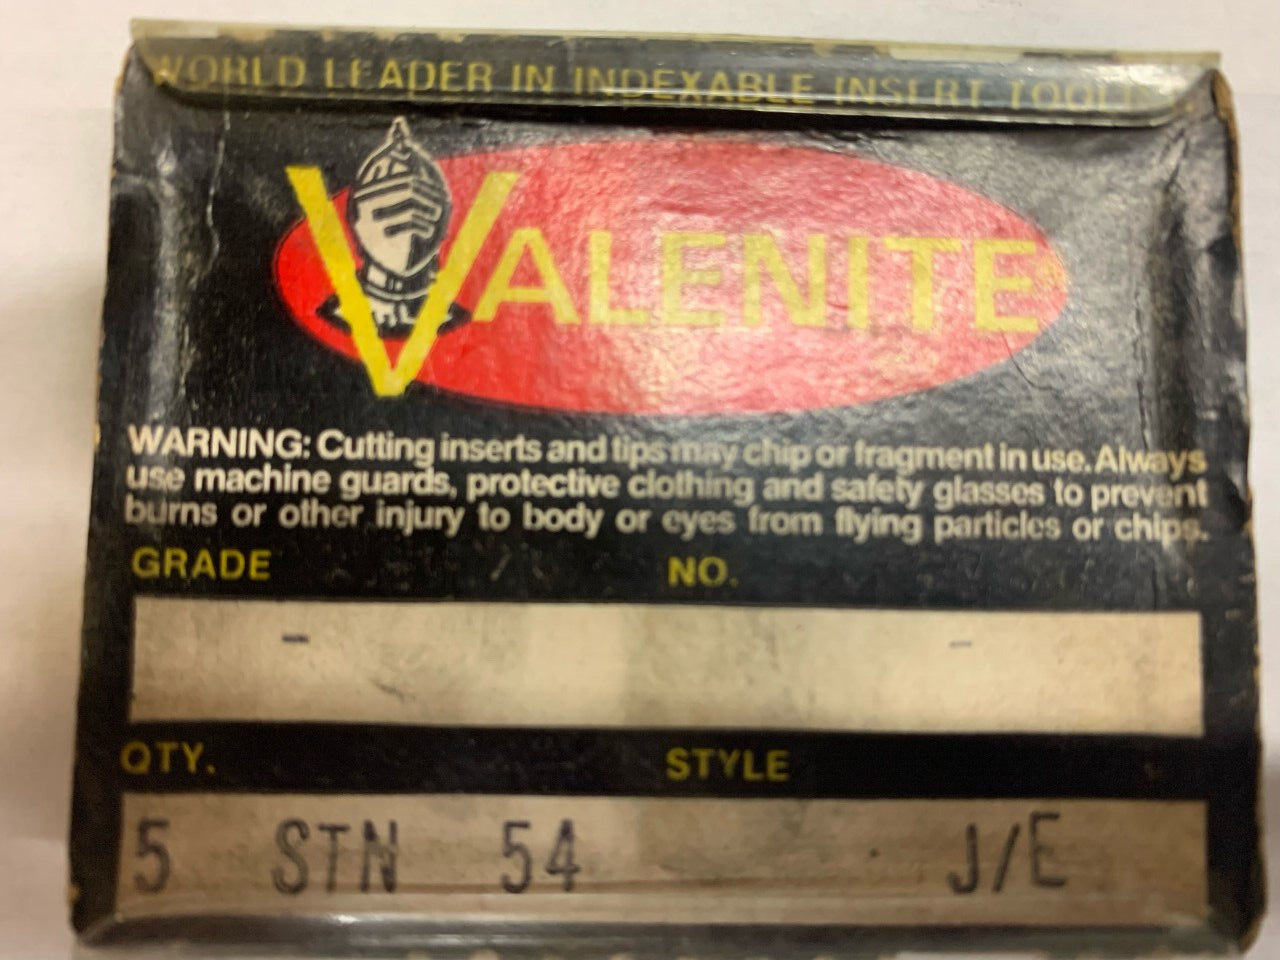 WORLD LEADER IN INDEXABLE INSERT
VALENITE
WARNING: Cutting inserts and tips may chip or fragment in use. Always
use machine guards, protective clothing and safety glasses to prevent
burns or other injury to body or eyes from flying particles or chips.
GRADE NO.
- -
QTY. STYLE
5 STN 54 J/E